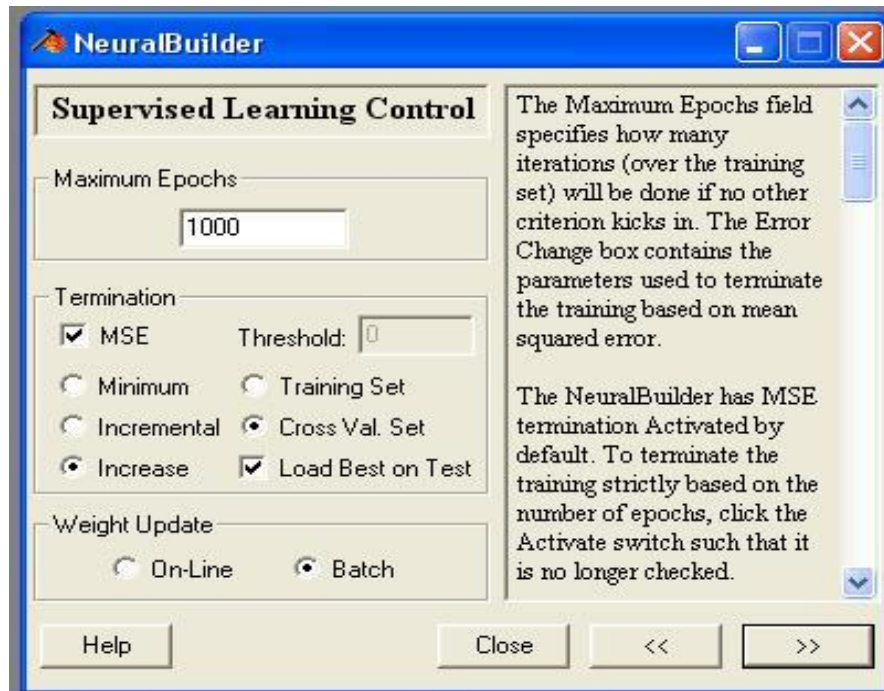 NeuralBuilder
Supervised Learning Control
Maximum Epochs
1000
Termination
MSE Threshold: 0
Minimum Training Set
Incremental Cross Val. Set
Increase Load Best on Test
Weight Update
On-Line Batch
The Maximum Epochs field
specifies how many
iterations (over the training
set) will be done if no other
criterion kicks in. The Error
Change box contains the
parameters used to terminate
the training based on mean
squared error.
The NeuralBuilder has MSE
termination Activated by
default. To terminate the
training strictly based on the
number of epochs, click the
Activate switch such that it
is no longer checked.
Help Close << >>